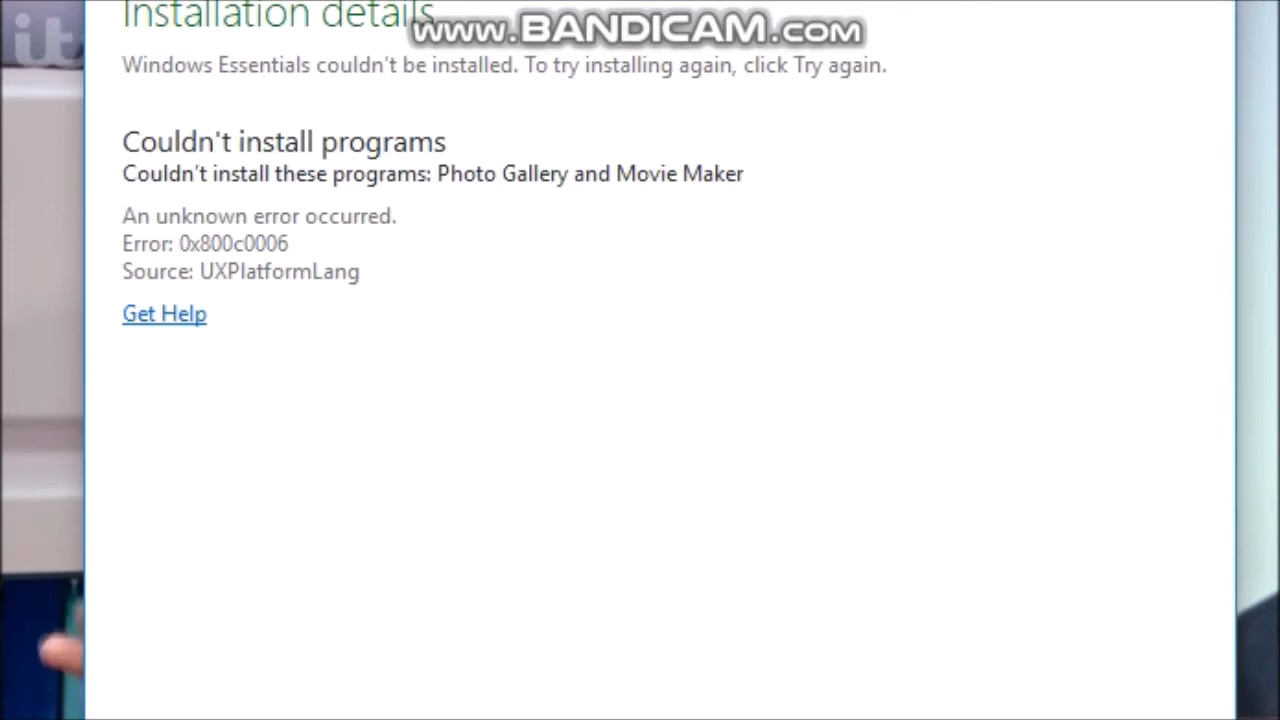 it
Installation details
www.BANDICAM.com
Windows Essentials couldn't be installed. To try installing again, click Try again.
Couldn't install programs
Couldn't install these programs: Photo Gallery and Movie Maker
An unknown error occurred.
Error: 0x800c0006
Source: UXPlatformLang
Get Help